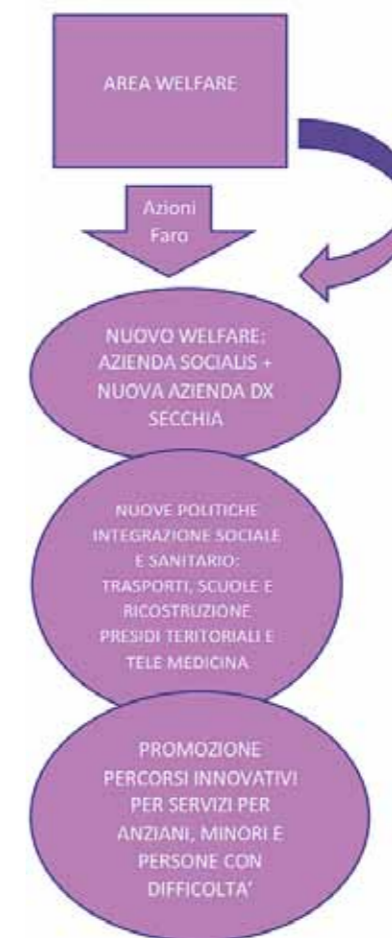 AREA WELFARE
Azioni
Faro
NUOVO WELFARE:
AZIENDA SOCIALIS +
NUOVA AZIENDA DX
SECCHIA
NUOVE POLITICHE
INTEGRAZIONE SOCIALE
E SANITARIO:
TRASPORTI, SCUOLE E
RICOSTRUZIONE
PRESIDI TERITORIALI E
TELE MEDICINA
PROMOZIONE
PERCORSI INNOVATIVI
PER SERVIZI PER
ANZIANI, MINORI E
PERSONE CON
DIFFICOLTA'